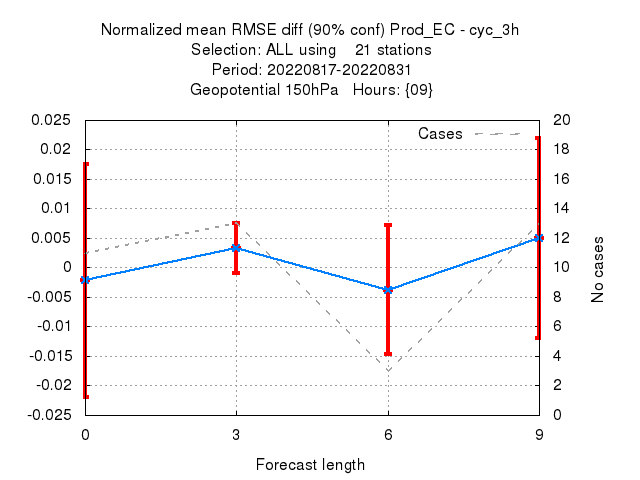 Normalized mean RMSE diff (90% conf) Prod_EC - cyc_3h
Selection: ALL using    21 stations
Period: 20220817-20220831
Geopotential 150hPa   Hours: {09}
Cases
0.025
0.02
0.015
0.01
0.005
0
-0.005
-0.01
-0.015
-0.02
-0.025
20
18
16
14
12
10
8
6
4
2
0
No cases
0 3 6 9
Forecast length